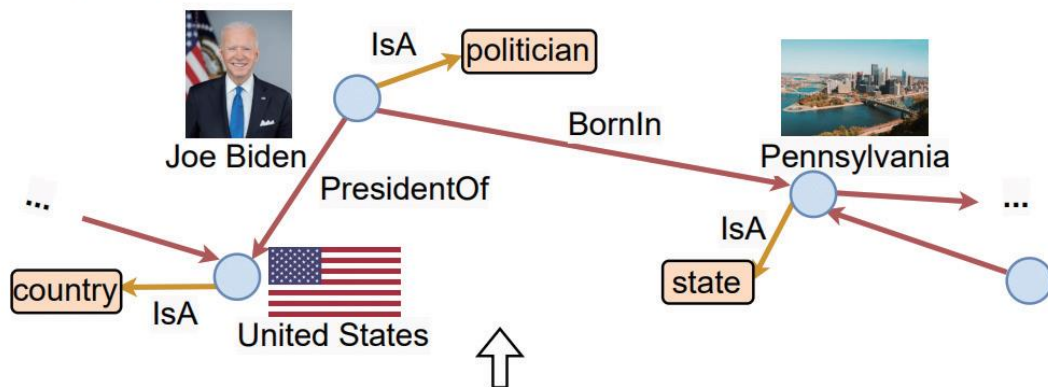 IsA
politician
BornIn
Joe Biden
Pennsylvania
PresidentOf
...
...
IsA
country
state
IsA
United States